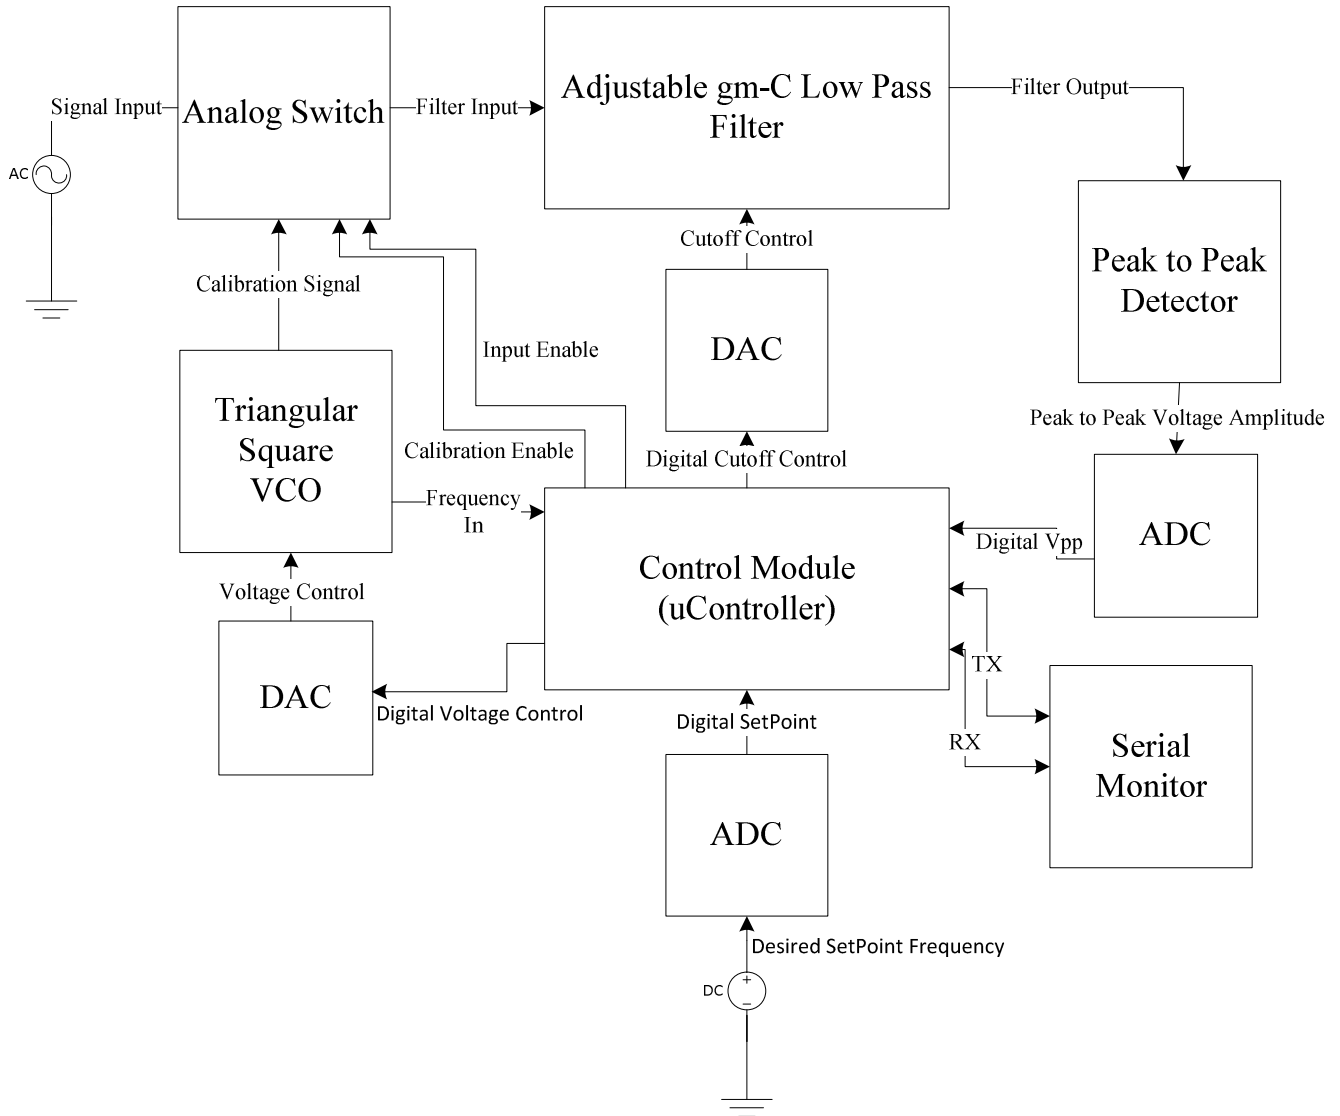 Signal Input
Analog Switch
Filter Input
Adjustable gm-C Low Pass
Filter
Filter Output
AC
Peak to Peak
Detector
Cutoff Control
Calibration Signal
DAC
Input Enable
Triangular
Square
VCO
Peak to Peak Voltage Amplitude
Calibration Enable
Digital Cutoff Control
Frequency
In
ADC
Digital Vpp
Control Module
(uController)
Voltage Control
DAC
Digital Voltage Control
TX
RX
Digital SetPoint
Serial
Monitor
ADC
Desired SetPoint Frequency
DC
+
−